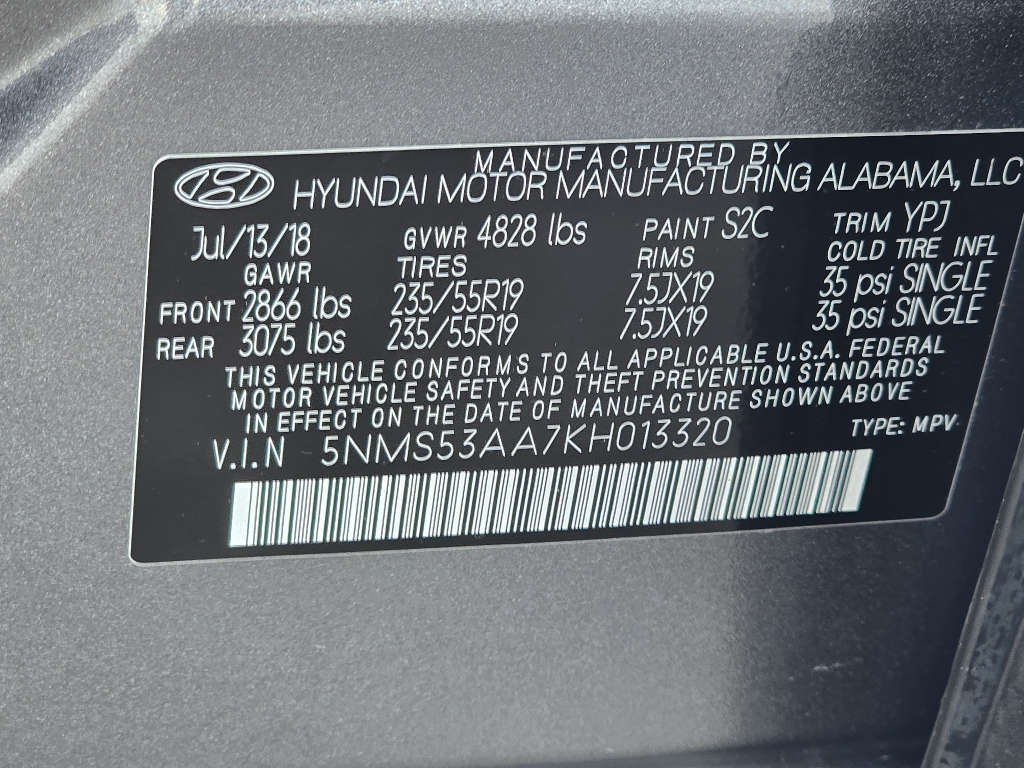 MANUFACTURED BY
HYUNDAI MOTOR MANUFACTURING ALABAMA, LLC
Jul/13/18 GVWR 4828 lbs PAINT S2C TRIM YPJ
GAWR TIRES RIMS COLD TIRE INFL
FRONT 2866 lbs 235/55R19 7.5JX19 35 psi SINGLE
REAR 3075 lbs 235/55R19 7.5JX19 35 psi SINGLE
THIS VEHICLE CONFORMS TO ALL APPLICABLE U.S.A. FEDERAL
MOTOR VEHICLE SAFETY AND THEFT PREVENTION STANDARDS
IN EFFECT ON THE DATE OF MANUFACTURE SHOWN ABOVE
V.I.N 5NMS53AA7KH013320 TYPE: MPV